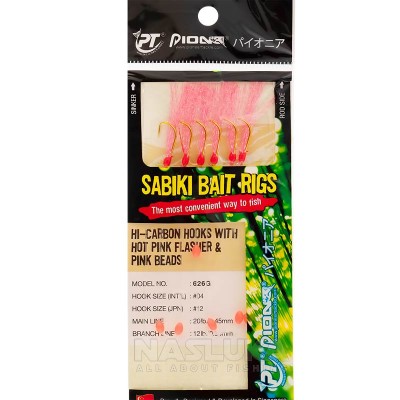 PT PIONEER パイオニア
SINKER
ROD SIDE
SABIKI BAIT RIGS
The most convenient way to fish
HI-CARBON HOOKS WITH
HOT PINK FLASHER &
PINK BEADS
MODEL NO. : 626G
HOOK SIZE (INT'L) : #04
HOOK SIZE (JPN) : #12
MAIN LINE : 20lb
BRANCH LINE : 12lb
PT PIONEER パイオニア
NASLU
ALL ABOUT FISH